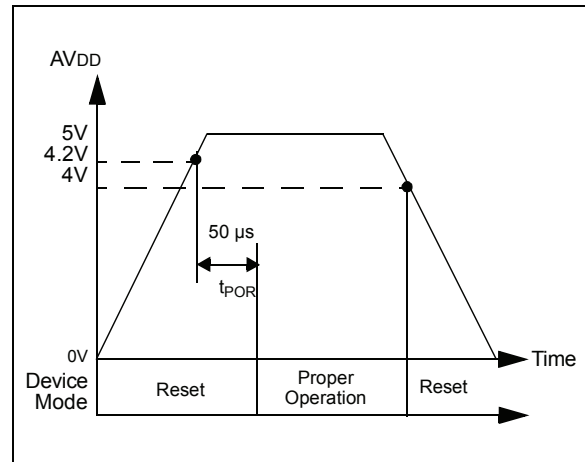 AVDD
5V
4.2V
4V
50 µs
tPOR
0V
Time
Device
Mode
Reset
Proper
Operation
Reset